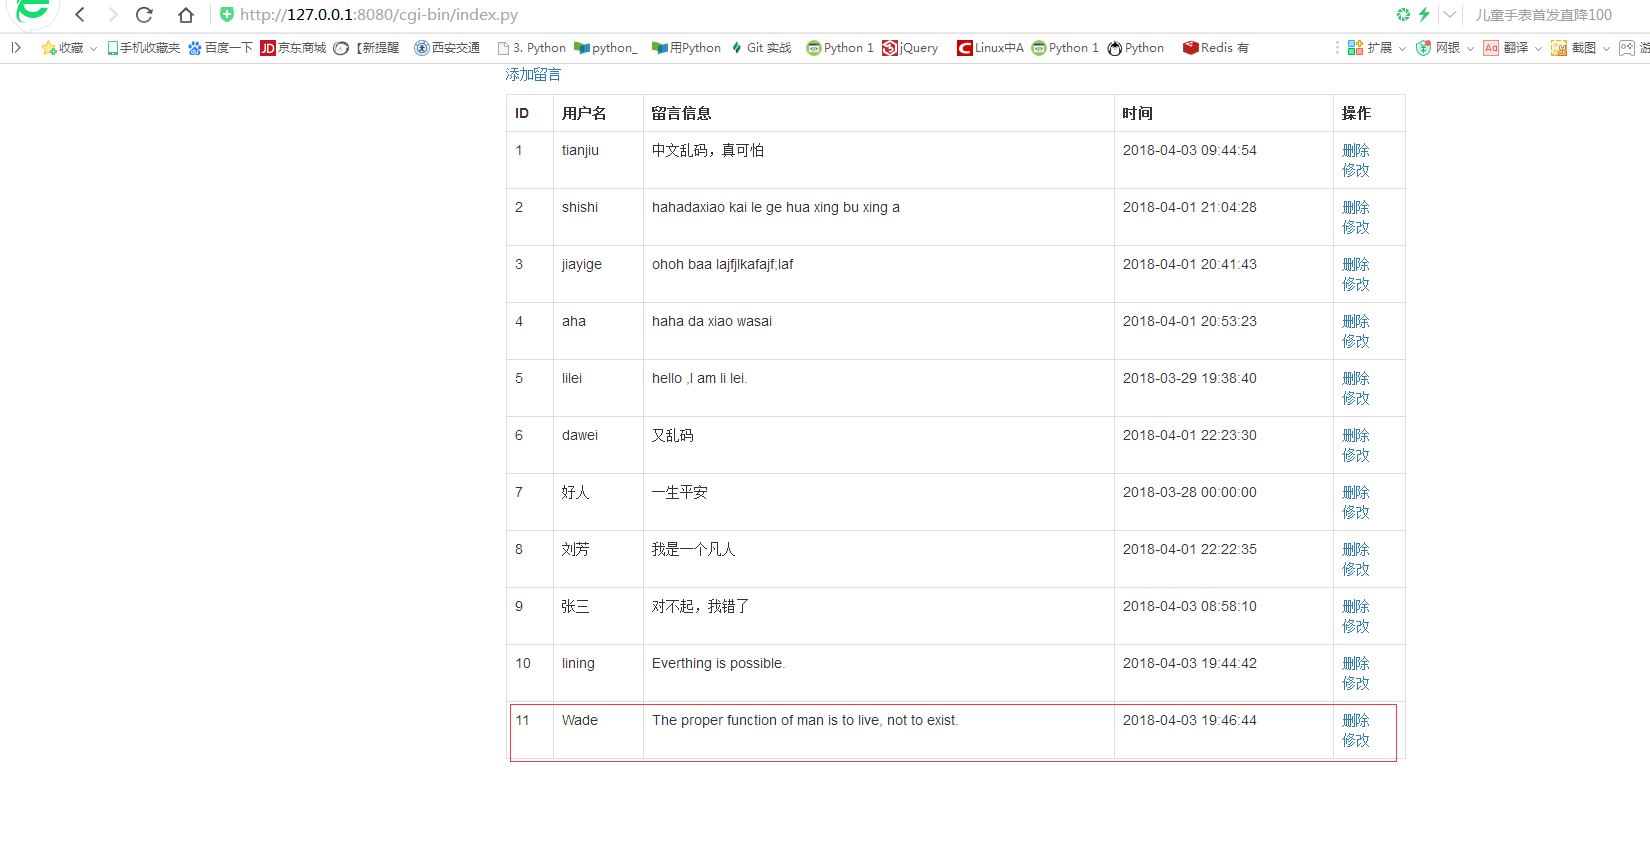 http://127.0.0.1:8080/cgi-bin/index.py 儿童手表首发直降100
收藏 手机收藏夹 百度一下 JD 京东商城 【新提醒 西安交通 3. Python python_ 用Python Git 实战 Python 1 jQuery Linux中A Python 1 Python Redis 有 扩展 网银 Aa 翻译 截图 游
添加留言
ID 用户名 留言信息 时间 操作
1 tianjiu 中文乱码，真可怕 2018-04-03 09:44:54 删除
修改
2 shishi hahadaxiao kai le ge hua xing bu xing a 2018-04-01 21:04:28 删除
修改
3 jiayige ohoh baa lajfjlkafajf;laf 2018-04-01 20:41:43 删除
修改
4 aha haha da xiao wasai 2018-04-01 20:53:23 删除
修改
5 lilei hello ,I am li lei. 2018-03-29 19:38:40 删除
修改
6 dawei 又乱码 2018-04-01 22:23:30 删除
修改
7 好人 一生平安 2018-03-28 00:00:00 删除
修改
8 刘芳 我是一个凡人 2018-04-01 22:22:35 删除
修改
9 张三 对不起，我错了 2018-04-03 08:58:10 删除
修改
10 lining Everthing is possible. 2018-04-03 19:44:42 删除
修改
11 Wade The proper function of man is to live, not to exist. 2018-04-03 19:46:44 删除
修改